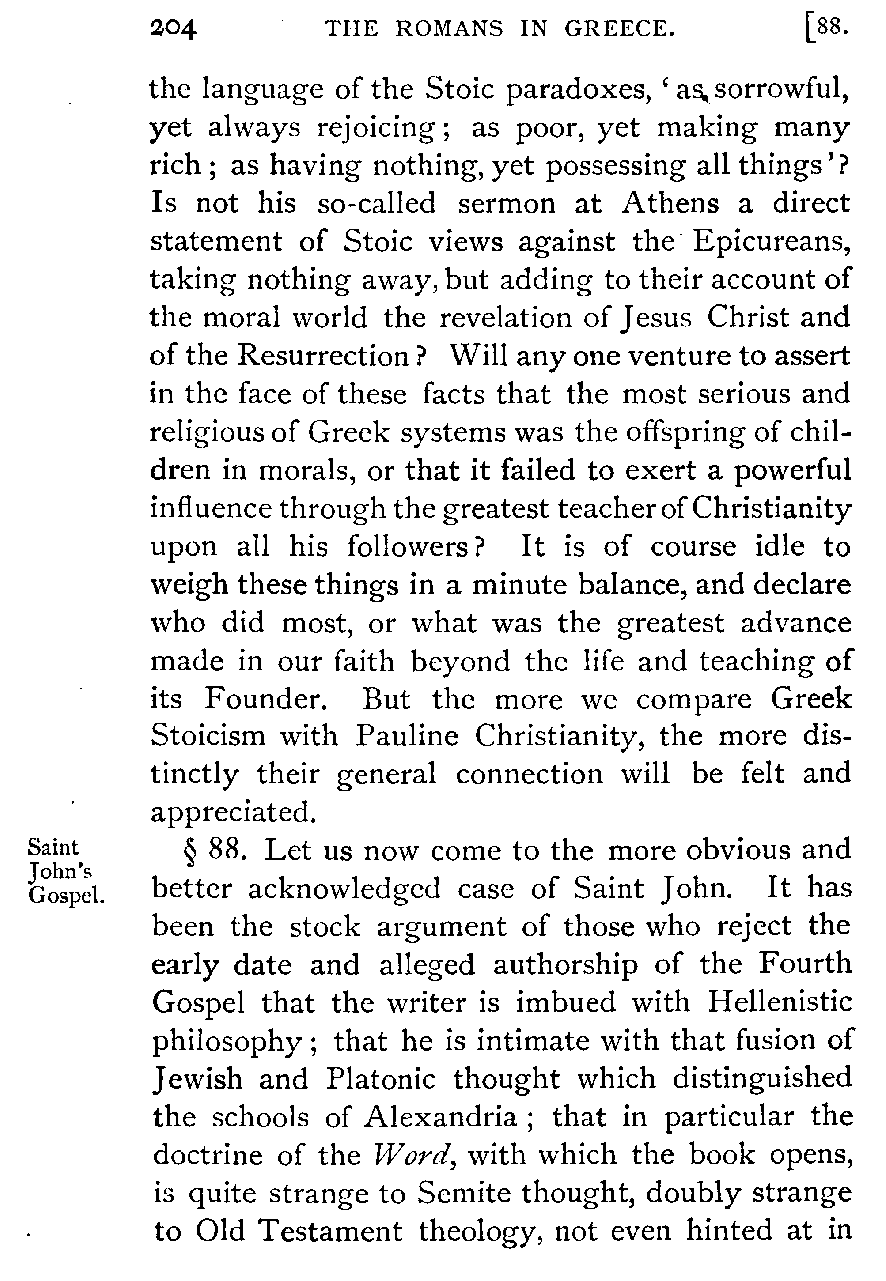 204 THE ROMANS IN GREECE. [88.
the language of the Stoic paradoxes, ‘ as sorrowful,
yet always rejoicing ; as poor, yet making many
rich ; as having nothing, yet possessing all things’?
Is not his so-called sermon at Athens a direct
statement of Stoic views against the Epicureans,
taking nothing away, but adding to their account of
the moral world the revelation of Jesus Christ and
of the Resurrection ? Will any one venture to assert
in the face of these facts that the most serious and
religious of Greek systems was the offspring of chil-
dren in morals, or that it failed to exert a powerful
influence through the greatest teacher of Christianity
upon all his followers? It is of course idle to
weigh these things in a minute balance, and declare
who did most, or what was the greatest advance
made in our faith beyond the life and teaching of
its Founder. But the more we compare Greek
Stoicism with Pauline Christianity, the more dis-
tinctly their general connection will be felt and
appreciated.
Saint
John's
Gospel.
§ 88. Let us now come to the more obvious and
better acknowledged case of Saint John. It has
been the stock argument of those who reject the
early date and alleged authorship of the Fourth
Gospel that the writer is imbued with Hellenistic
philosophy ; that he is intimate with that fusion of
Jewish and Platonic thought which distinguished
the schools of Alexandria ; that in particular the
doctrine of the Word, with which the book opens,
is quite strange to Semite thought, doubly strange
to Old Testament theology, not even hinted at in